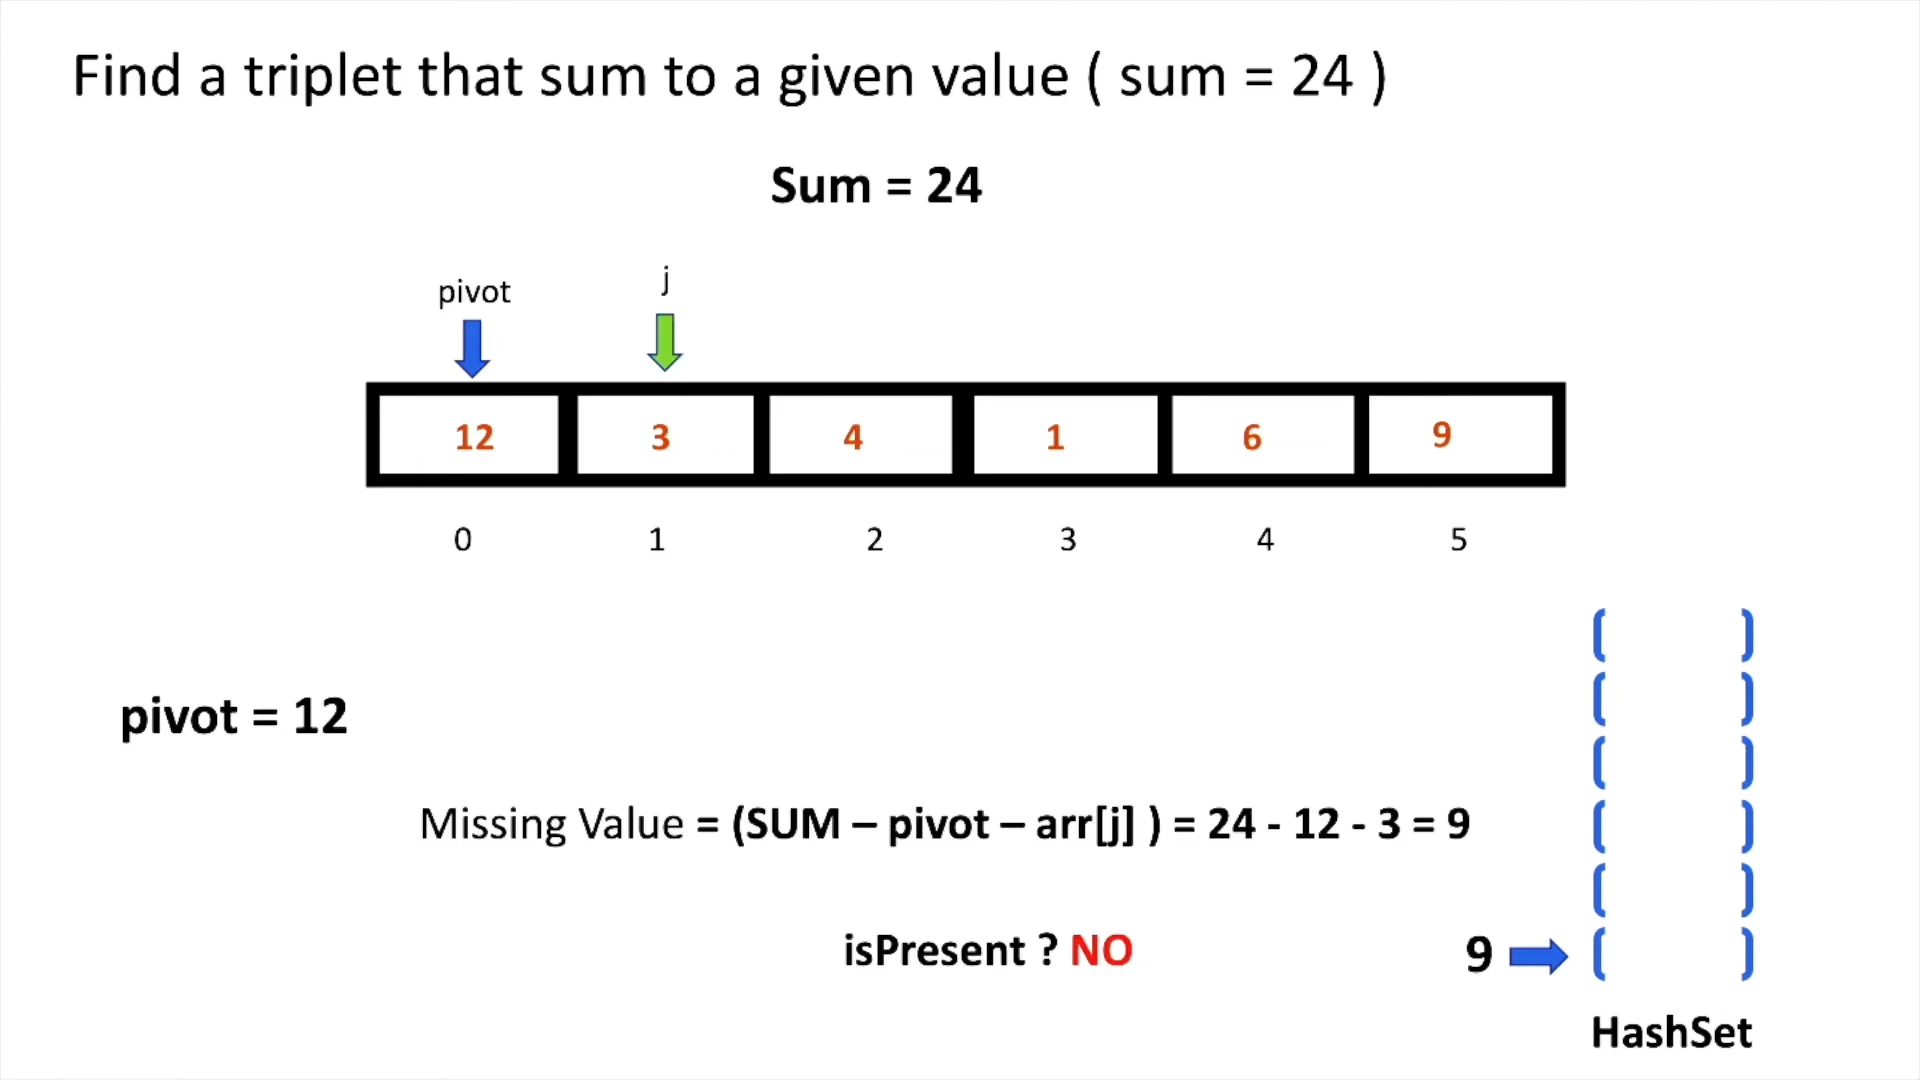 Find a triplet that sum to a given value ( sum = 24 )
Sum = 24
pivot j
12 3 4 1 6 9
0 1 2 3 4 5
pivot = 12
Missing Value = (SUM – pivot – arr[j] ) = 24 - 12 - 3 = 9
isPresent ? NO
9
HashSet